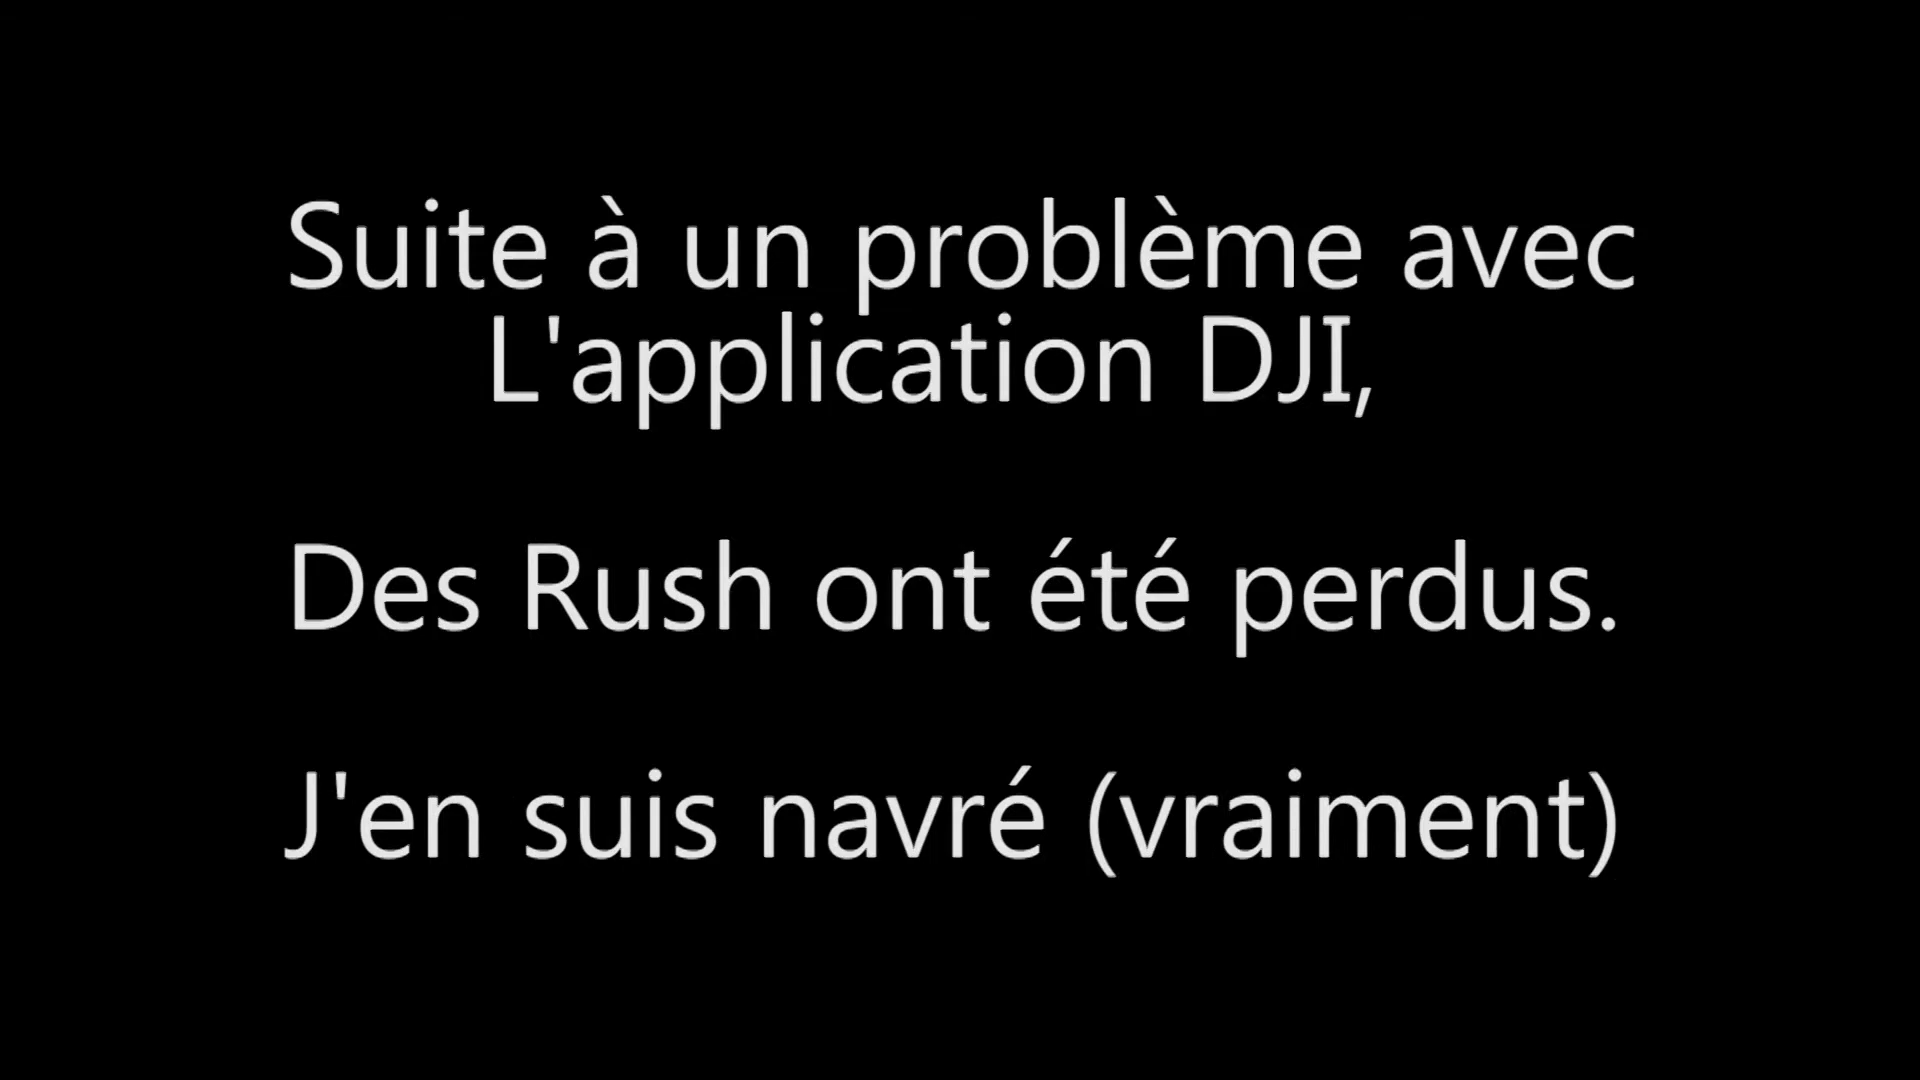 Suite à un problème avec
L'application DJI,
Des Rush ont été perdus.
J'en suis navré (vraiment)